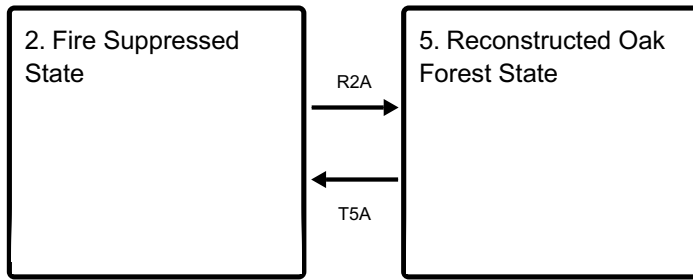 2. Fire Suppressed
State
R2A
T5A
5. Reconstructed Oak
Forest State